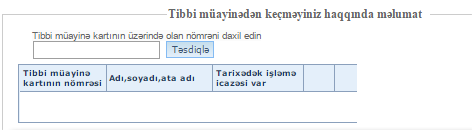 Tibbi müayinədən keçməyiniz haqqında məlumat
Tibbi müayinə kartının üzərində olan nömrəni daxil edin
Təsdiqlə
Tibbi müayinə kartının nömrəsi
Adı,soyadı,ata adı
Tarixədək işləmə icazəsi var